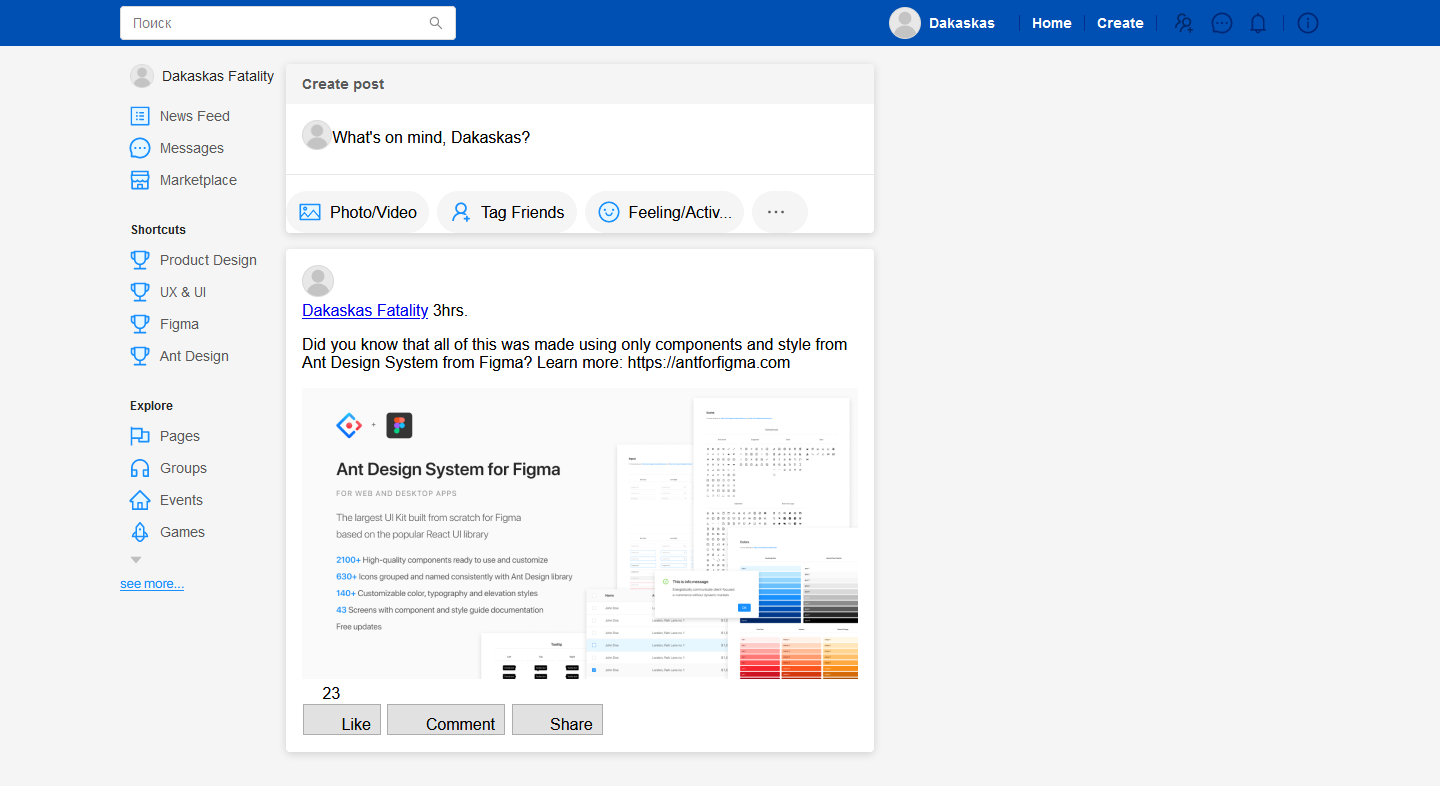 Поиск
Dakaskas
Home
Create
Dakaskas Fatality
News Feed
Messages
Marketplace
Shortcuts
Product Design
UX & UI
Figma
Ant Design
Explore
Pages
Groups
Events
Games
see more...
Create post
What's on mind, Dakaskas?
Photo/Video
Tag Friends
Feeling/Activ...
Dakaskas Fatality 3hrs.
Did you know that all of this was made using only components and style from
Ant Design System from Figma? Learn more: https://antforfigma.com
Ant Design System for Figma
FOR WEB AND DESKTOP APPS
The largest UI Kit built from scratch for Figma
based on the popular React UI library
2100+ High-quality components ready to use and customize
630+ Icons grouped and named consistently with Ant Design library
140+ Customizable color, typography and elevation styles
43 Screens with component and style guide documentation
Free updates
This is info message
23
Like
Comment
Share